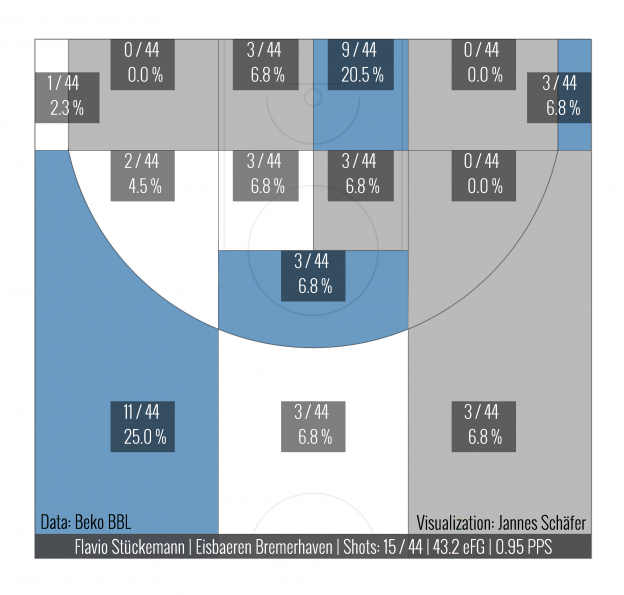 0 / 44
0.0 %
3 / 44
6.8 %
9 / 44
20.5 %
0 / 44
0.0 %
1 / 44
2.3 %
3 / 44
6.8 %
2 / 44
4.5 %
3 / 44
6.8 %
3 / 44
6.8 %
0 / 44
0.0 %
3 / 44
6.8 %
11 / 44
25.0 %
3 / 44
6.8 %
3 / 44
6.8 %
Data: Beko BBL
Visualization: Jannes Schäfer
Flavio Stückemann | Eisbaeren Bremerhaven | Shots: 15 / 44 | 43.2 eFG | 0.95 PPS